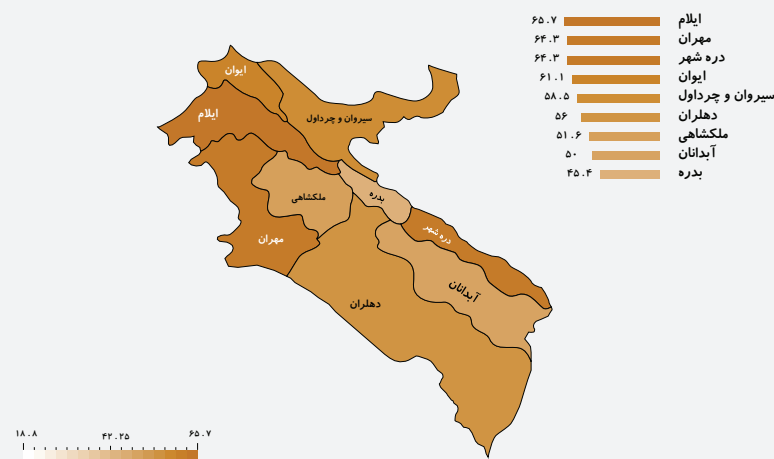 ایلام ۶۵.۷
مهران ۶۴.۳
دره شهر ۶۴.۳
ایوان ۶۱.۱
سیروان و چرداول ۵۸.۵
دهلران ۵۶
ملکشاهی ۵۱.۶
آبدانان ۵۰
بدره ۴۵.۴
ایوان
ایلام
سیروان و چرداول
ملکشاهی
بدره
مهران
دره شهر
آبدانان
دهلران
۱۸.۸ ۴۲.۲۵ ۶۵.۷